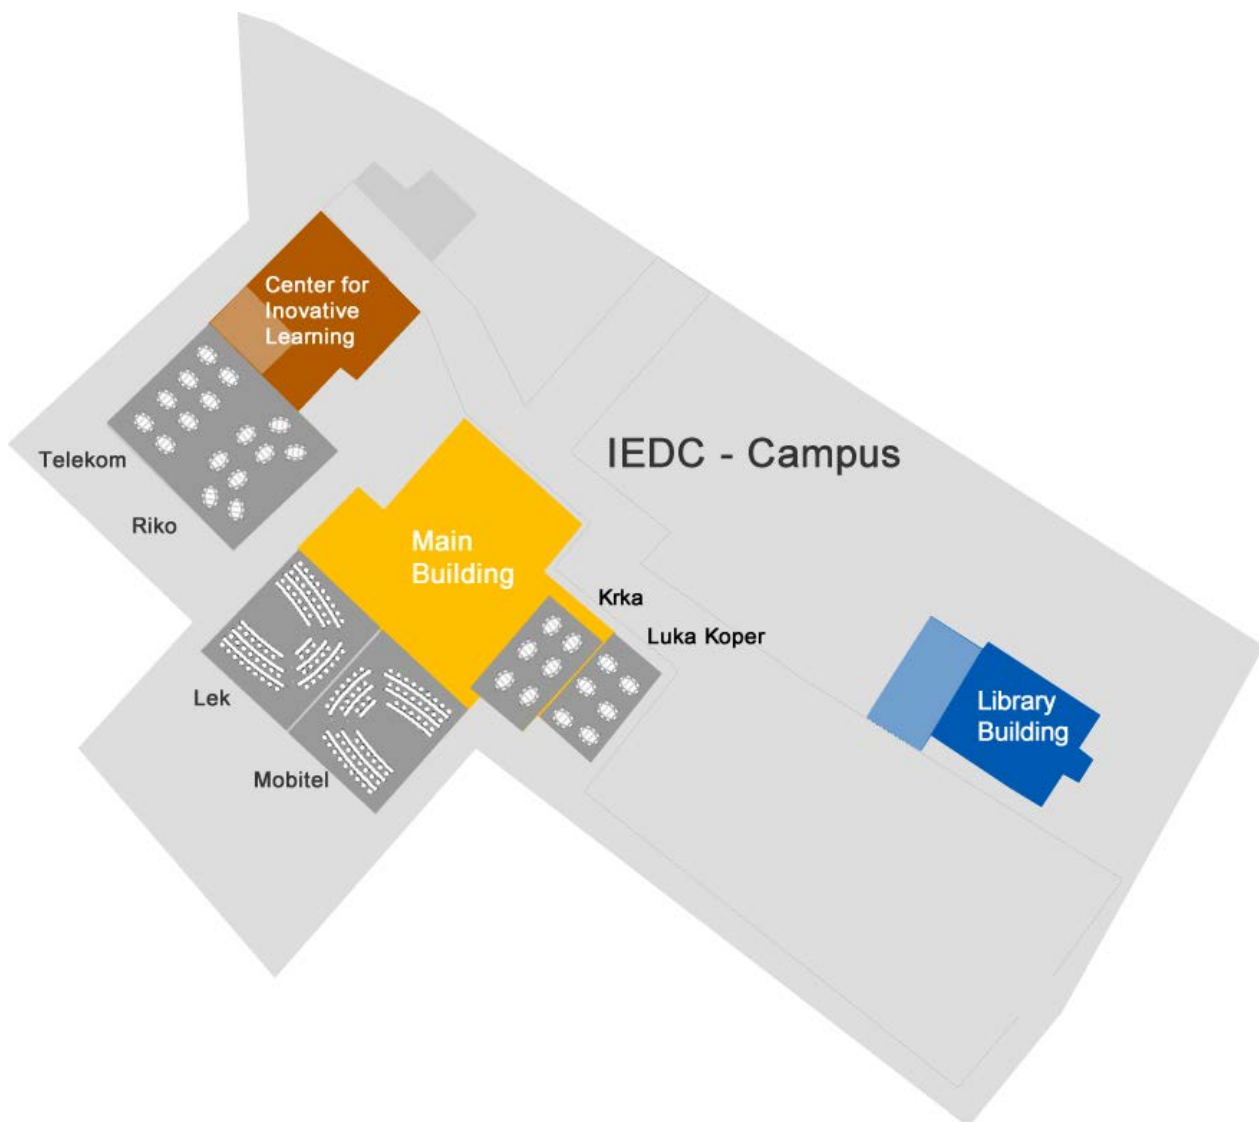 Center for
Inovative
Learning
IEDC - Campus
Telekom
Riko
Main
Building
Krka
Luka Koper
Lek
Library
Building
Mobitel